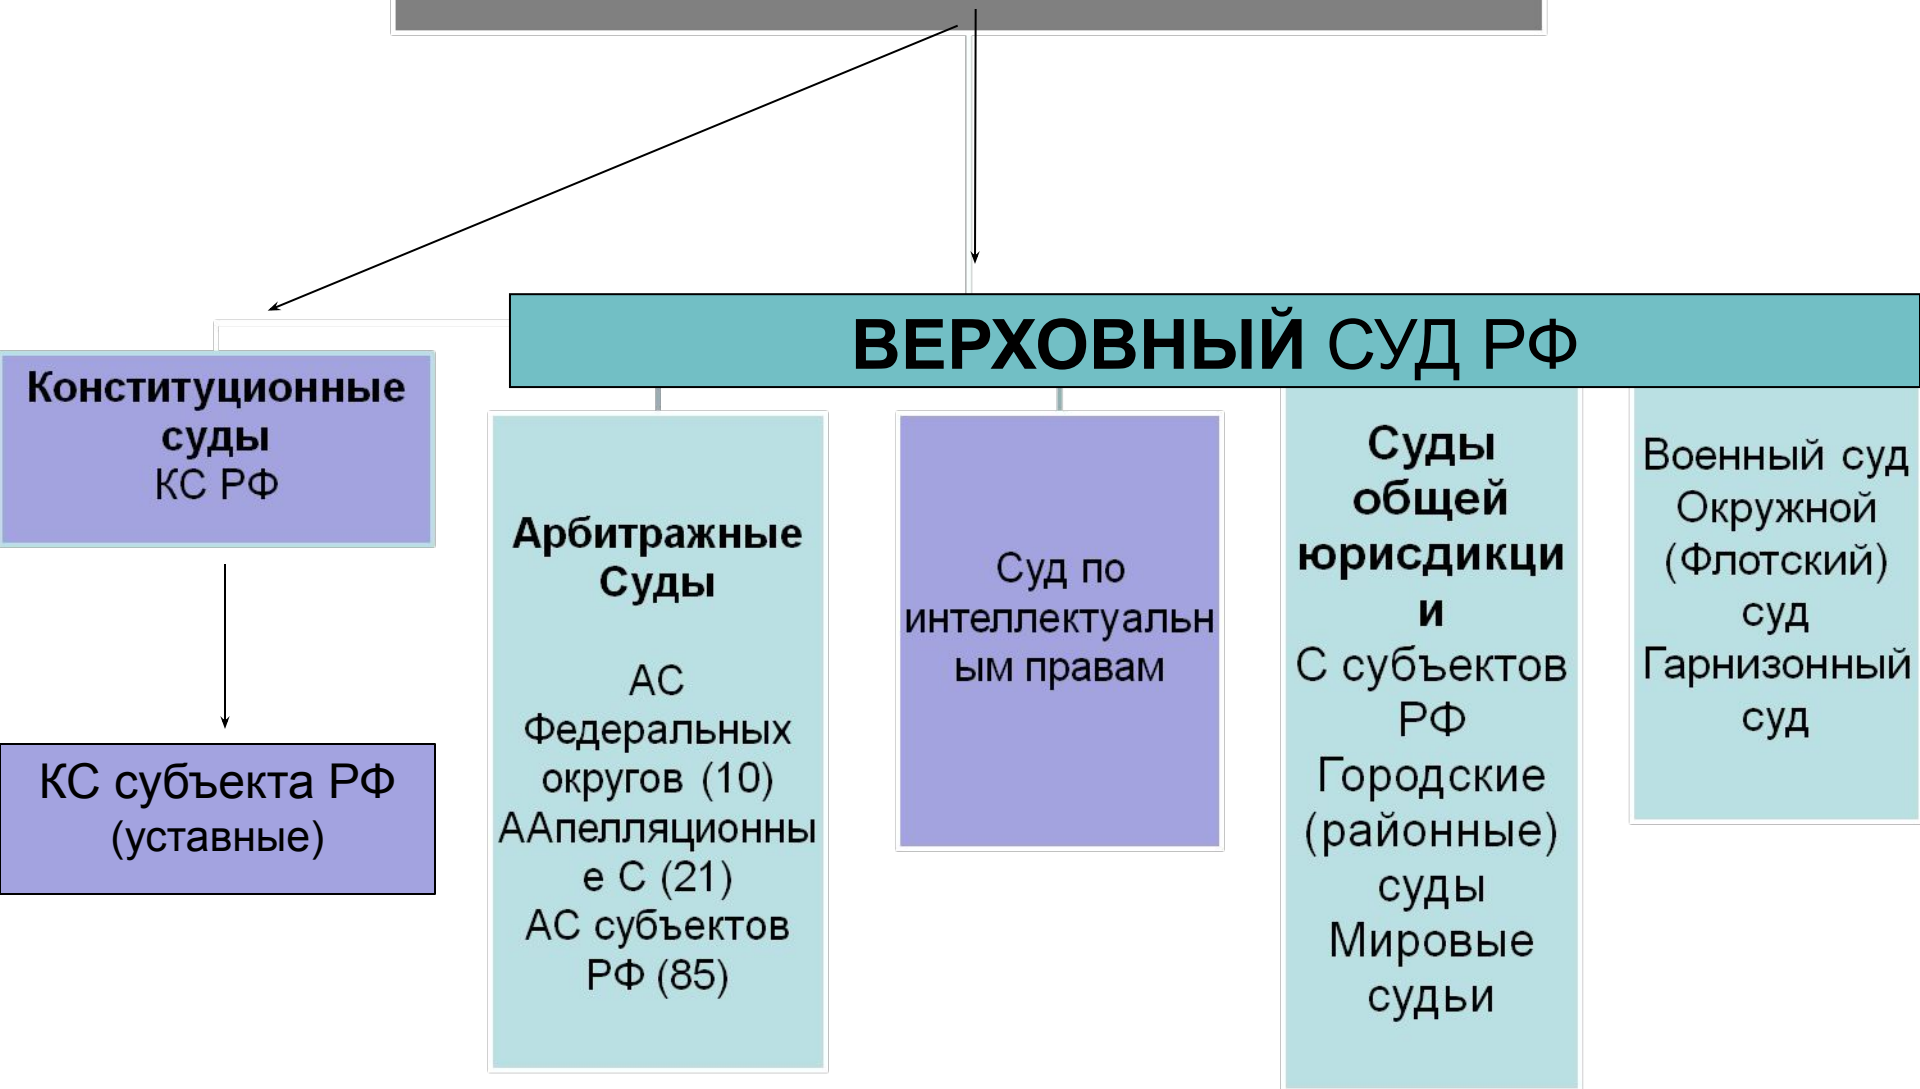 ВЕРХОВНЫЙ СУД РФ
Конституционные
суды
КС РФ
КС субъекта РФ
(уставные)
Арбитражные
Суды
АС
Федеральных
округов (10)
ААпелляционны
е С (21)
АС субъектов
РФ (85)
Суд по
интеллектуальн
ым правам
Суды
общей
юрисдикци
и
С субъектов
РФ
Городские
(районные)
суды
Мировые
судьи
Военный суд
Окружной
(Флотский)
суд
Гарнизонный
суд